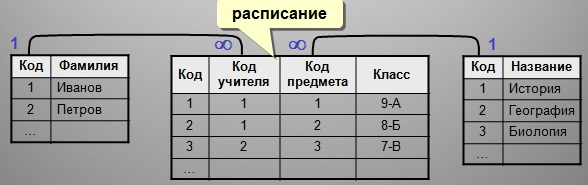 расписание
1 ∞ ∞ 1
Код Фамилия
1 Иванов
2 Петров
...
Код Код учителя Код предмета Класс
1 1 1 9-А
2 1 2 8-Б
3 2 3 7-В
...
Код Название
1 История
2 География
3 Биология
...